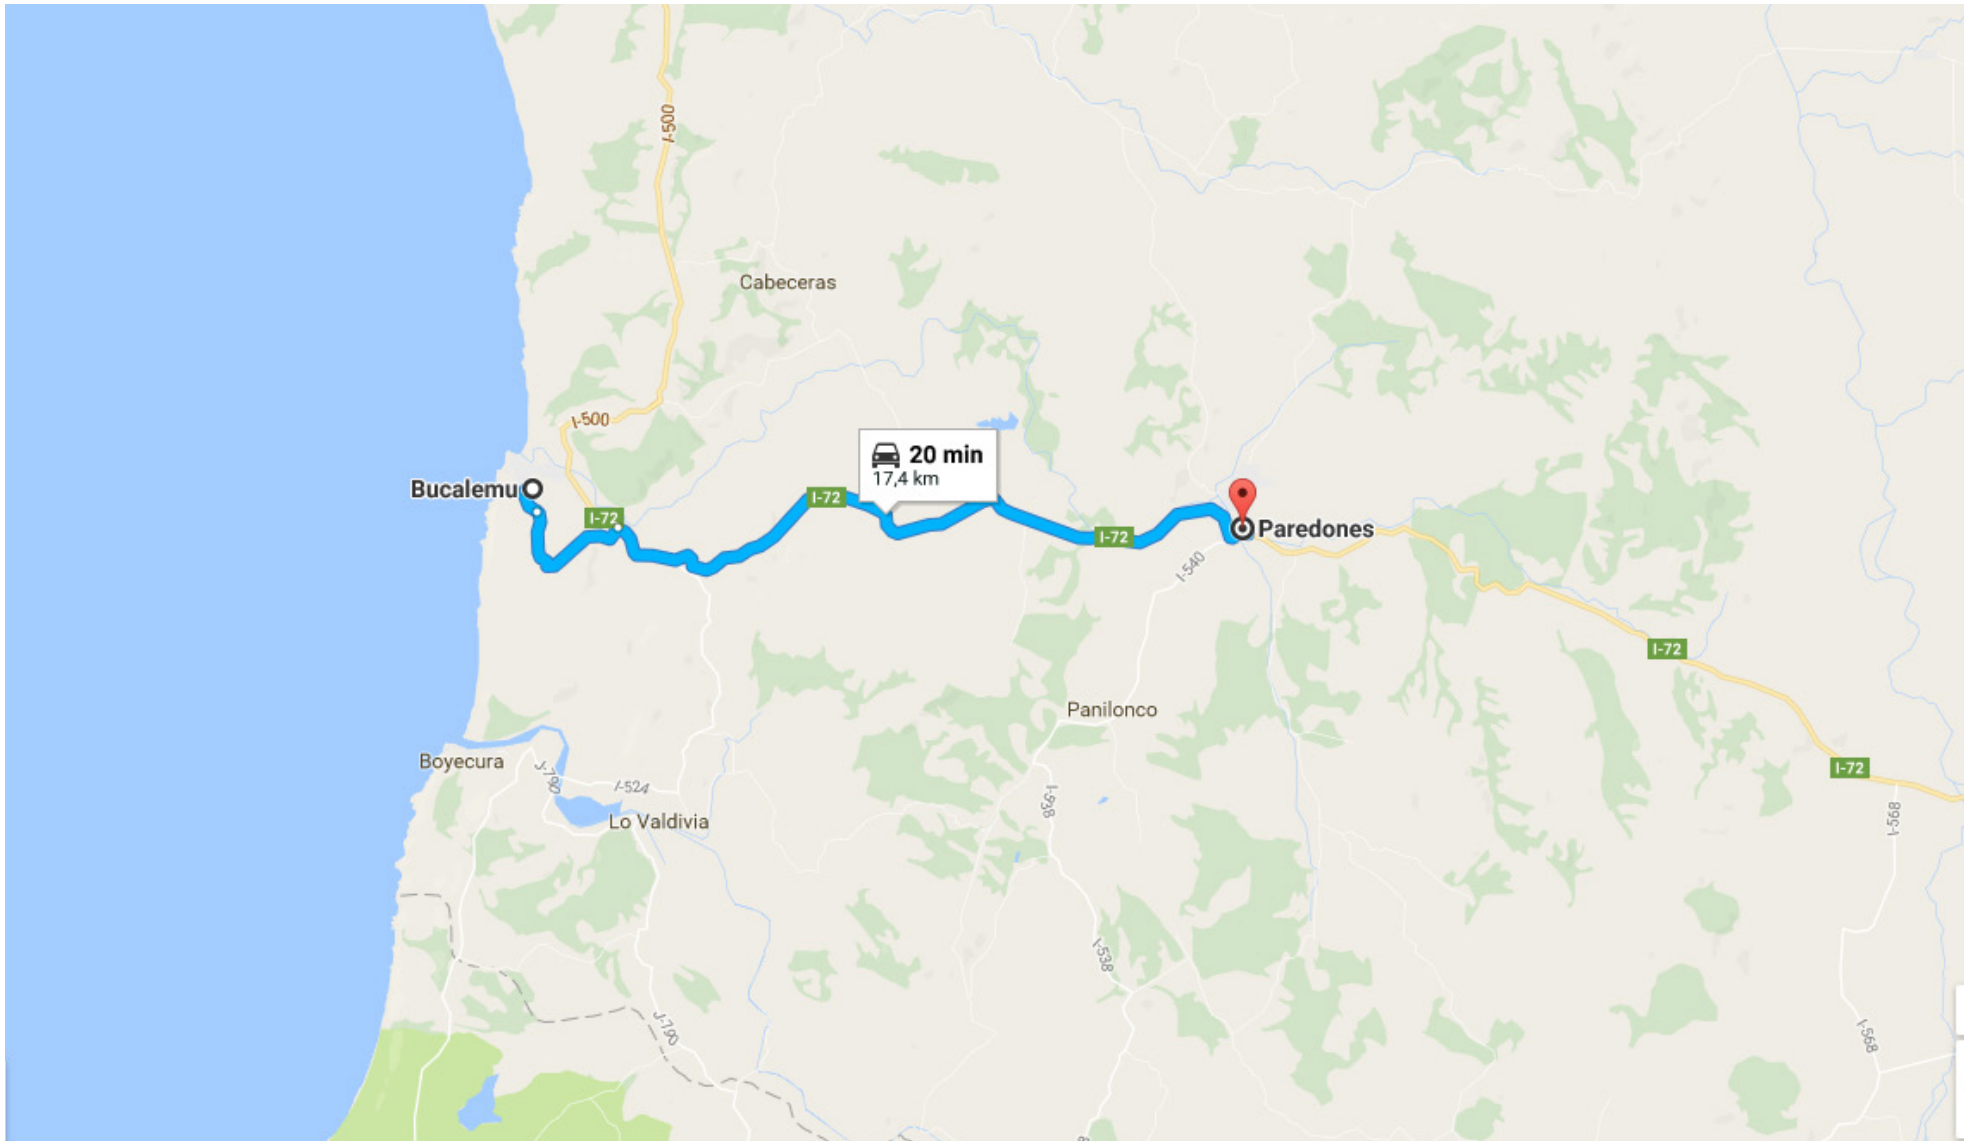 I-500
Cabeceras
I-500
20 min
17,4 km
Bucalemu
I-72
I-72
I-72
Paredones
I-540
I-72
Panilonco
Boyecura
J-790
I-524
I-72
I-938
Lo Valdivia
I-568
I-538
J-790
I-568